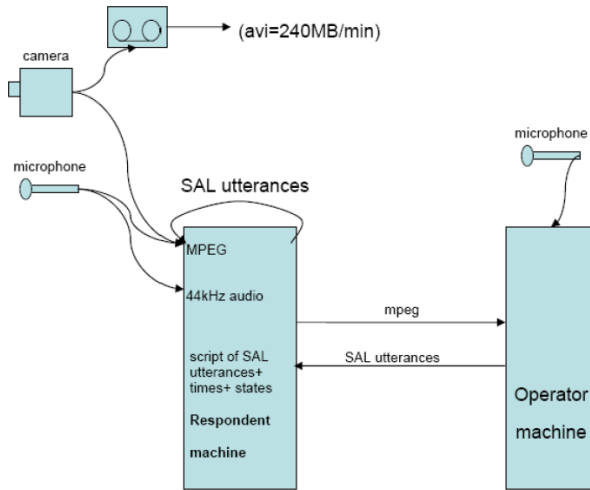 (avi=240MB/min)
camera
microphone
microphone
SAL utterances
MPEG
44kHz audio
mpeg
SAL utterances
script of SAL
utterances+
times+ states
Respondent
machine
Operator
machine